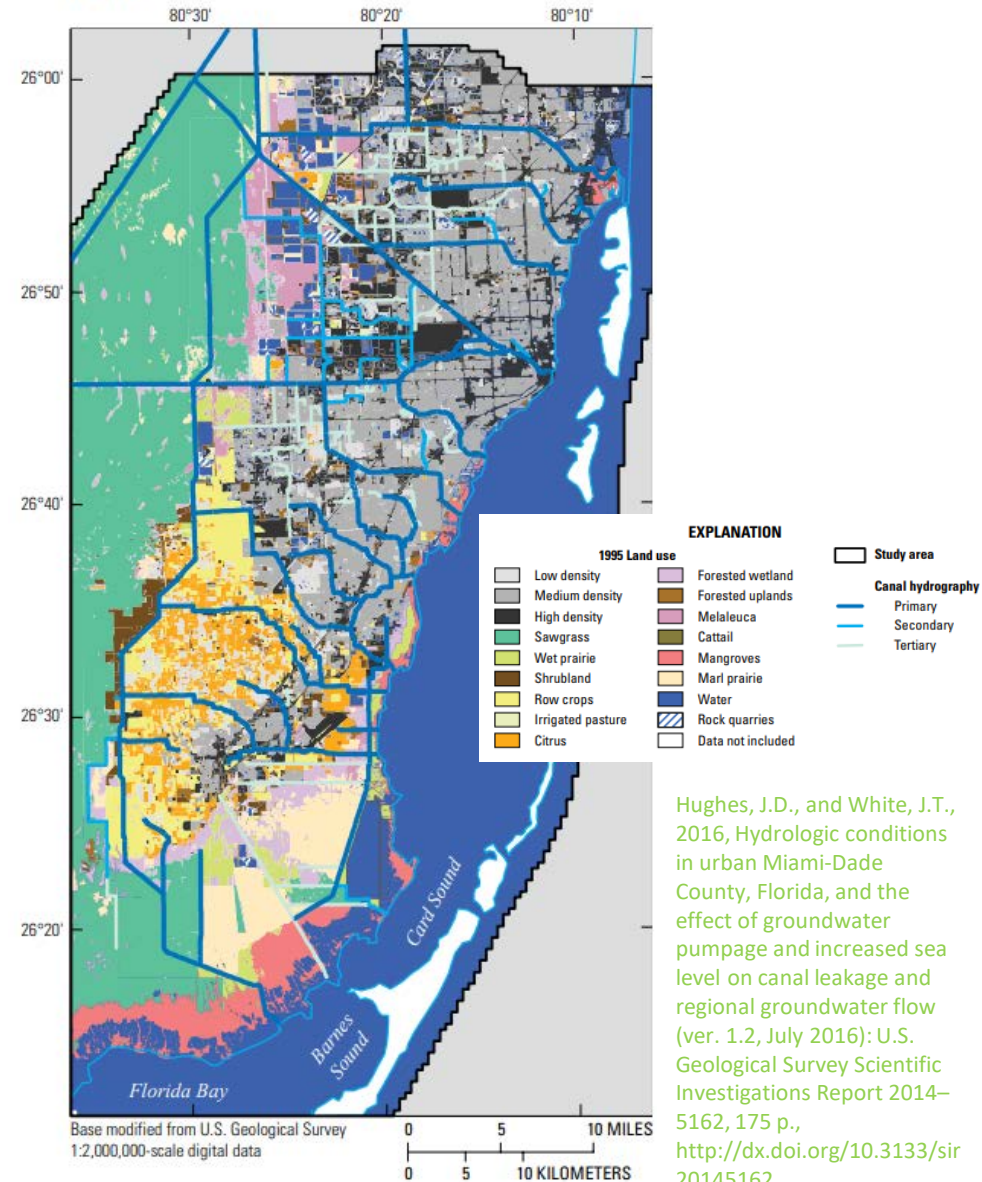 80°30'
80°20'
80°10'
26°00'
26°50'
26°40'
26°30'
26°20'
EXPLANATION
1995 Land use
Low density
Medium density
High density
Sawgrass
Wet prairie
Shrubland
Row crops
Irrigated pasture
Citrus
Forested wetland
Forested uplands
Melaleuca
Cattail
Mangroves
Marl prairie
Water
Rock quarries
Data not included
Study area
Canal hydrography
Primary
Secondary
Tertiary
Card Sound
Barnes
Sound
Florida Bay
Base modified from U.S. Geological Survey
1:2,000,000-scale digital data
0 5 10 MILES
0 5 10 KILOMETERS
Hughes, J.D., and White, J.T.,
2016, Hydrologic conditions
in urban Miami-Dade
County, Florida, and the
effect of groundwater
pumpage and increased sea
level on canal leakage and
regional groundwater flow
(ver. 1.2, July 2016): U.S.
Geological Survey Scientific
Investigations Report 2014–
5162, 175 p.,
http://dx.doi.org/10.3133/sir
20145162